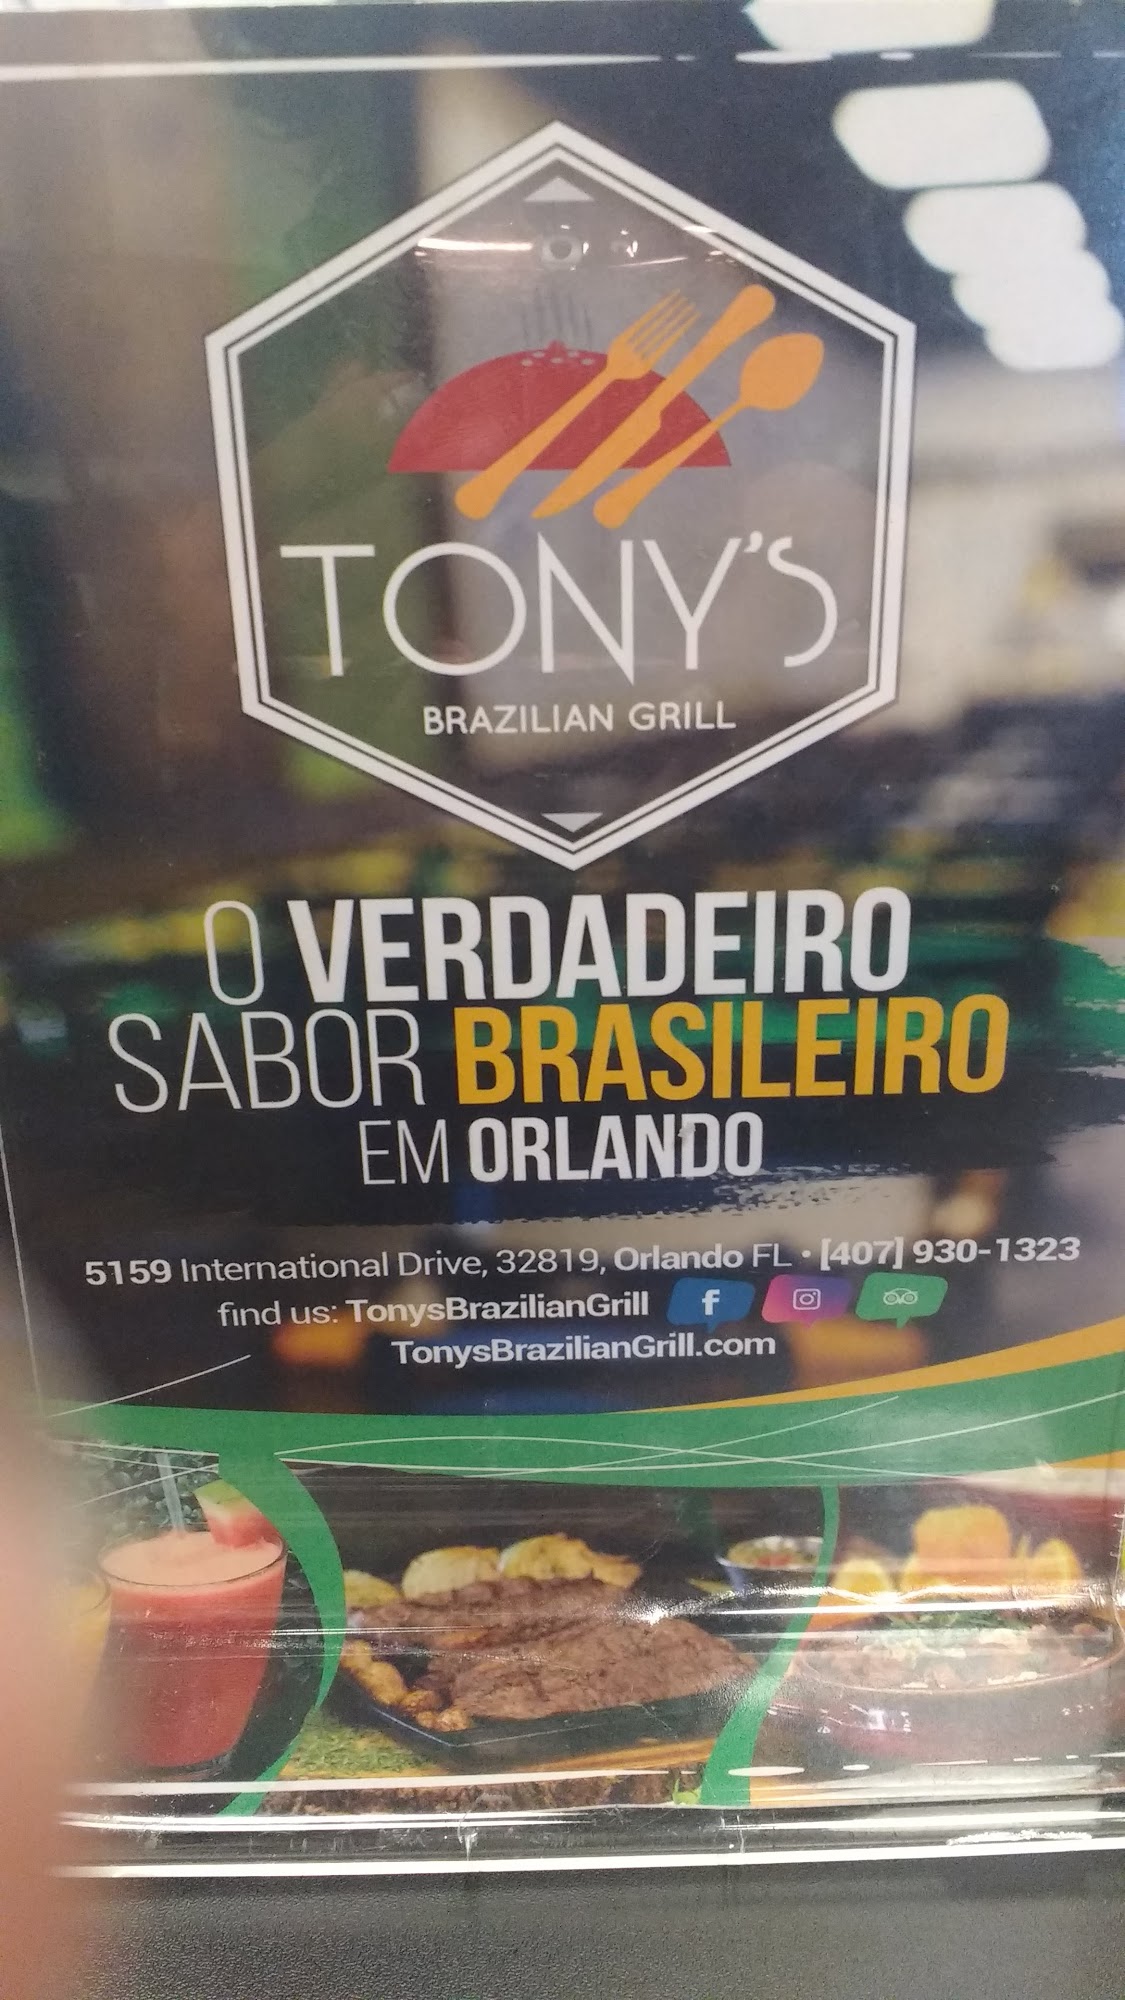 TONY'S
BRAZILIAN GRILL
O VERDADEIRO
SABOR BRASILEIRO
EM ORLANDO
5159 International Drive, 32819, Orlando FL • [407] 930-1323
find us: TonysBrazilianGrill f
TonysBrazilianGrill.com